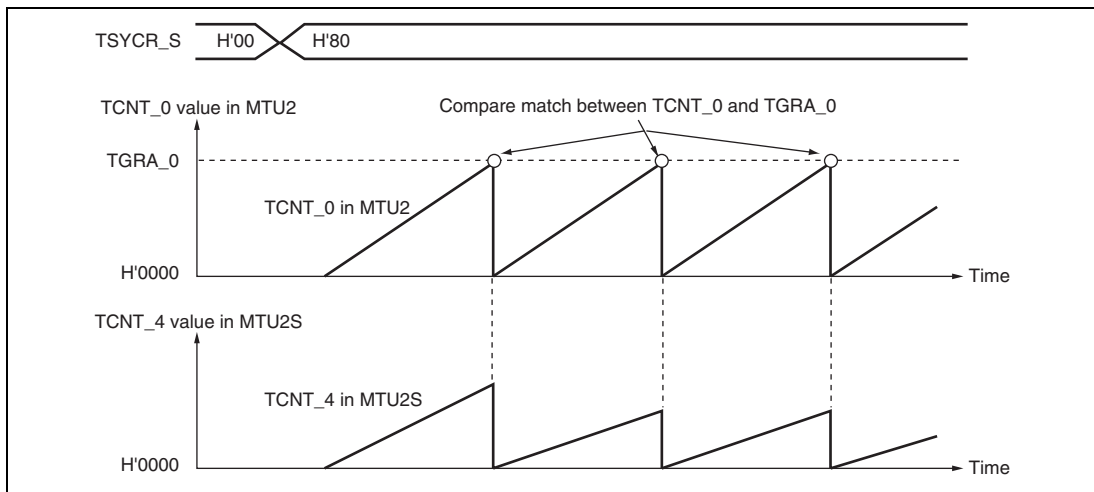 TSYCR_S H'00 H'80
TCNT_0 value in MTU2
Compare match between TCNT_0 and TGRA_0
TGRA_0
TCNT_0 in MTU2
H'0000
Time
TCNT_4 value in MTU2S
TCNT_4 in MTU2S
H'0000
Time